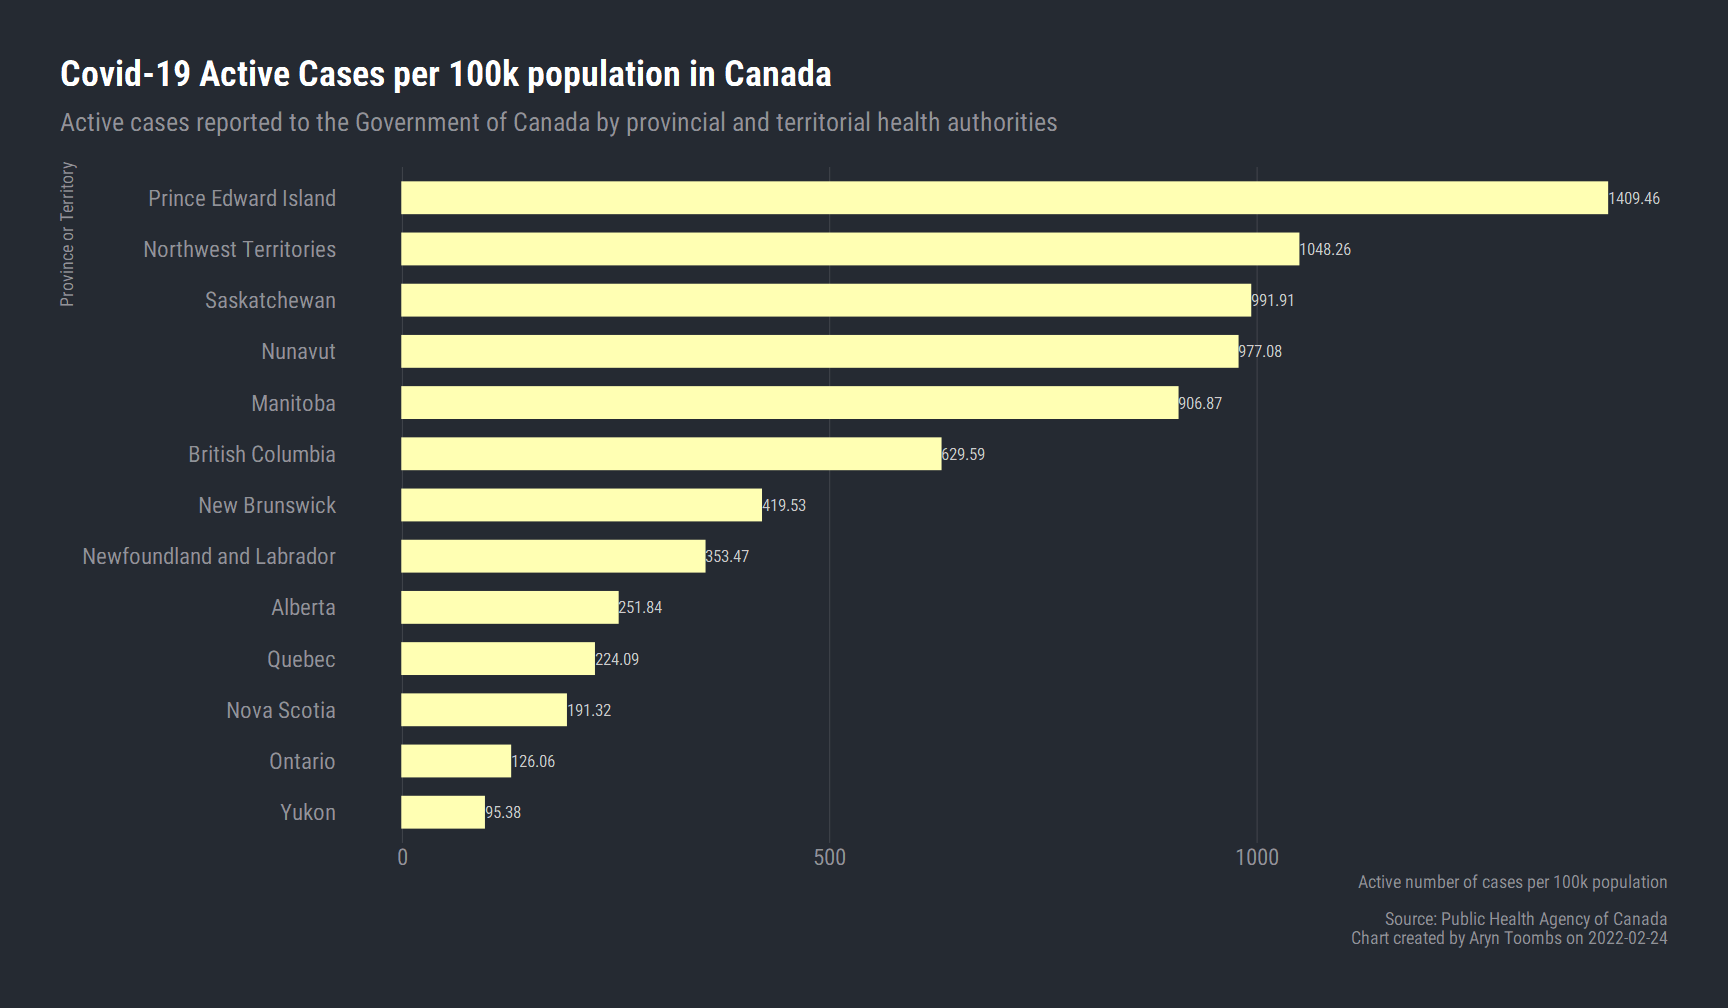 Covid-19 Active Cases per 100k population in Canada
Active cases reported to the Government of Canada by provincial and territorial health authorities
Province or Territory
Prince Edward Island 1409.46
Northwest Territories 1048.26
Saskatchewan 991.91
Nunavut 977.08
Manitoba 906.87
British Columbia 629.59
New Brunswick 419.53
Newfoundland and Labrador 353.47
Alberta 251.84
Quebec 224.09
Nova Scotia 191.32
Ontario 126.06
Yukon 95.38
0 500 1000
Active number of cases per 100k population
Source: Public Health Agency of Canada
Chart created by Aryn Toombs on 2022-02-24